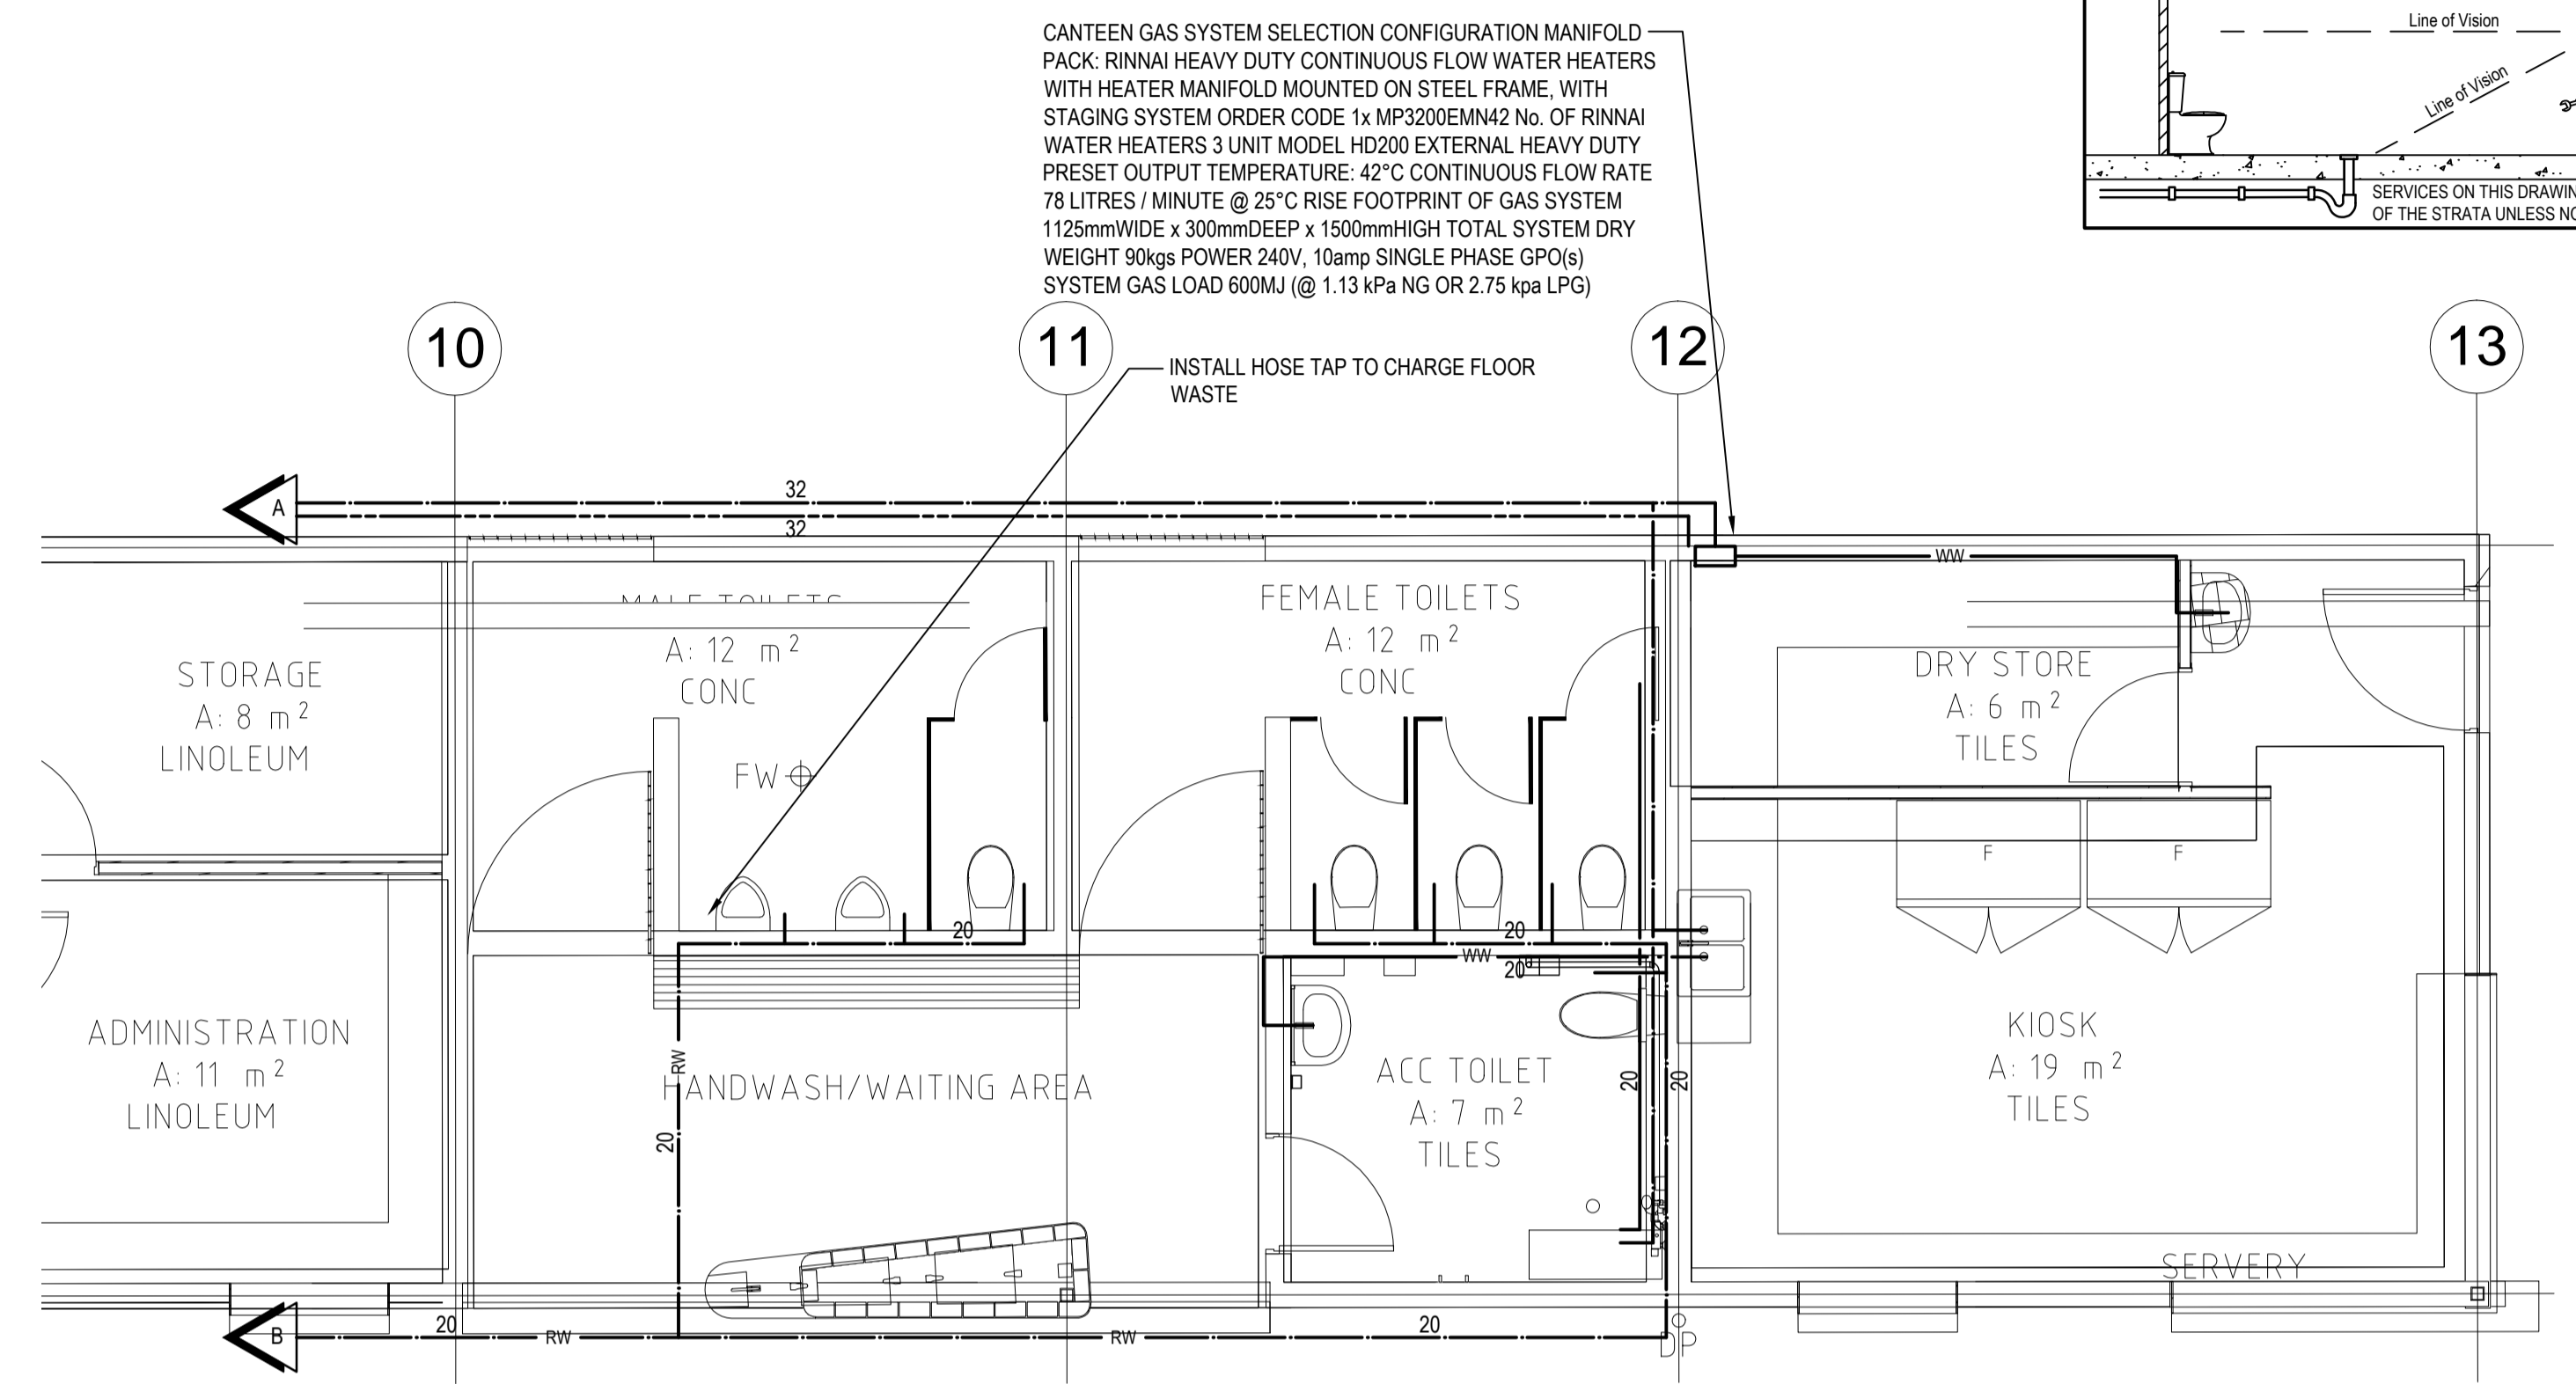 CANTEEN GAS SYSTEM SELECTION CONFIGURATION MANIFOLD
PACK: RINNAI HEAVY DUTY CONTINUOUS FLOW WATER HEATERS
WITH HEATER MANIFOLD MOUNTED ON STEEL FRAME, WITH
STAGING SYSTEM ORDER CODE 1x MP3200EMN42 No. OF RINNAI
WATER HEATERS 3 UNIT MODEL HD200 EXTERNAL HEAVY DUTY
PRESET OUTPUT TEMPERATURE: 42°C CONTINUOUS FLOW RATE
78 LITRES / MINUTE @ 25°C RISE FOOTPRINT OF GAS SYSTEM
1125mmWIDE x 300mmDEEP x 1500mmHIGH TOTAL SYSTEM DRY
WEIGHT 90kgs POWER 240V, 10amp SINGLE PHASE GPO(s)
SYSTEM GAS LOAD 600MJ (@ 1.13 kPa NG OR 2.75 kpa LPG)
Line of Vision
Line of Vision
SERVICES ON THIS DRAWIN
OF THE STRATA UNLESS NO
10
11
12
13
INSTALL HOSE TAP TO CHARGE FLOOR
WASTE
A
32
32
WW
MALE TOILETS
A: 12 m²
CONC
FEMALE TOILETS
A: 12 m²
CONC
STORAGE
A: 8 m²
LINOLEUM
DRY STORE
A: 6 m²
TILES
FW
F
F
20
20
WW
20
ADMINISTRATION
A: 11 m²
LINOLEUM
RW
HANDWASH/WAITING AREA
20
ACC TOILET
A: 7 m²
TILES
20
20
KIOSK
A: 19 m²
TILES
SERVERY
B
20
RW
RW
20
DP